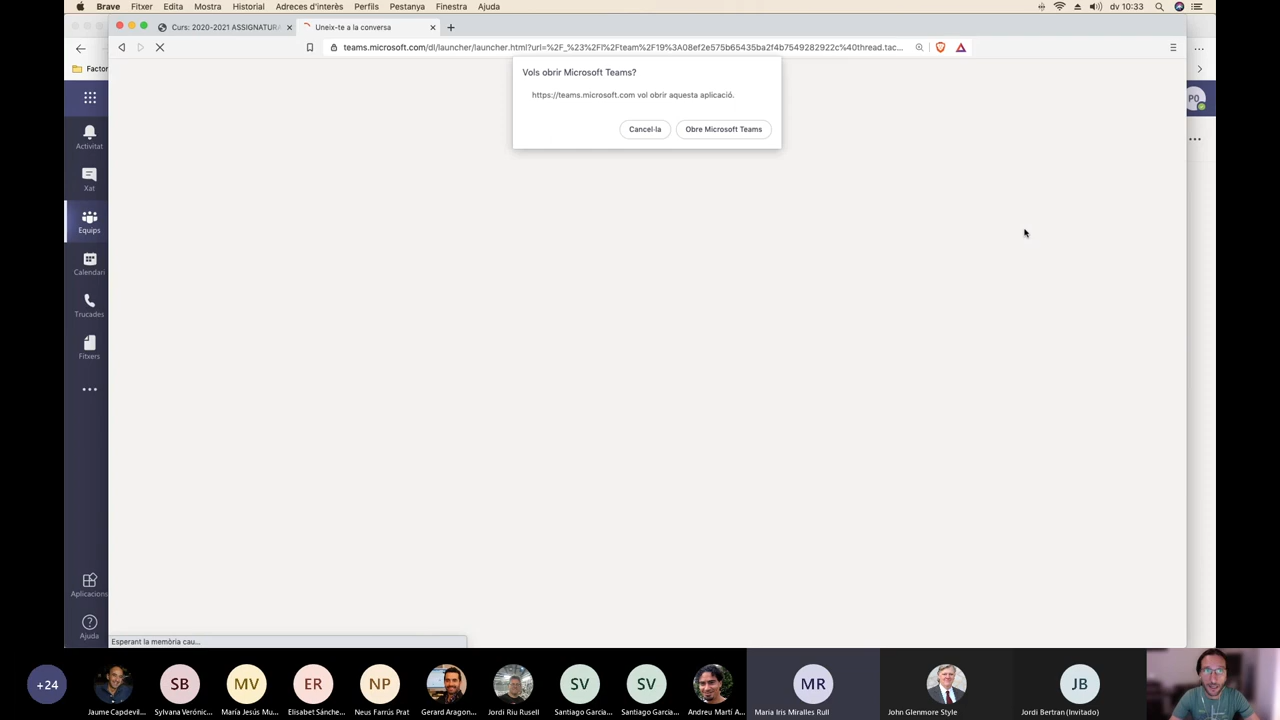 Brave Fitxer Edita Mostra Historial Adreces d'interès Perfils Pestanya Finestra Ajuda dv 10:33
Curs: 2020-2021 ASSIGNATURA
Uneix-te a la conversa
teams.microsoft.com/dl/launcher/launcher.html?url=%2F_%23%2Fl%2Fteam%2F19%3A08ef2e575b65435ba2f4b7549282922c%40thread.tac...
Factor
Vols obrir Microsoft Teams?
https://teams.microsoft.com vol obrir aquesta aplicació.
Cancel·la Obre Microsoft Teams
PO
Activitat
Xat
Equips
Calendari
Trucades
Fitxers
Aplicacions
Ajuda
Esperant la memòria cau...
+24 SB MV ER NP SV SV MR JB
Jaume Capdevil... Sylvana Verónic... María Jesús Mu... Elisabet Sánche... Neus Farrús Prat Gerard Aragon... Jordi Riu Rusell Santiago Garcia... Santiago Garcia... Andreu Martí A... Maria Iris Miralles Rull John Glenmore Style Jordi Bertran (Invitado)